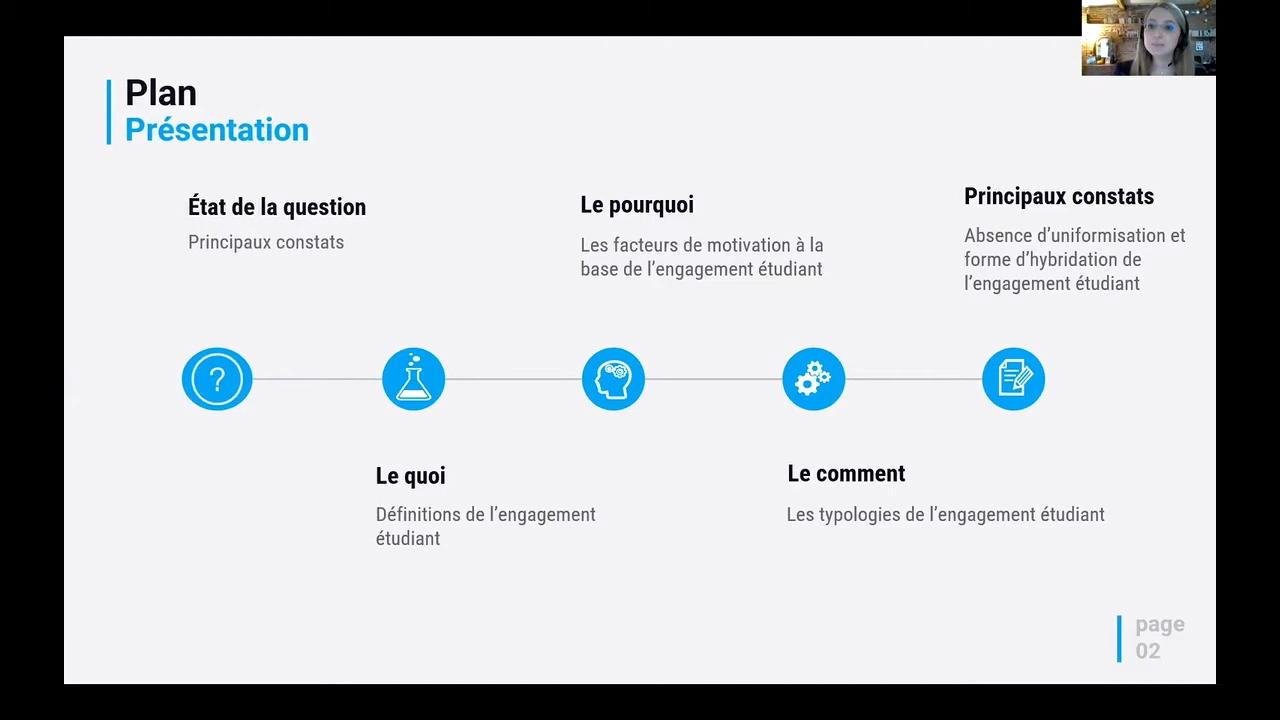 Plan
Présentation
État de la question
Principaux constats
Le pourquoi
Les facteurs de motivation à la
base de l’engagement étudiant
Principaux constats
Absence d’uniformisation et
forme d’hybridation de
l’engagement étudiant
?
Le quoi
Définitions de l’engagement
étudiant
Le comment
Les typologies de l’engagement étudiant
page
02